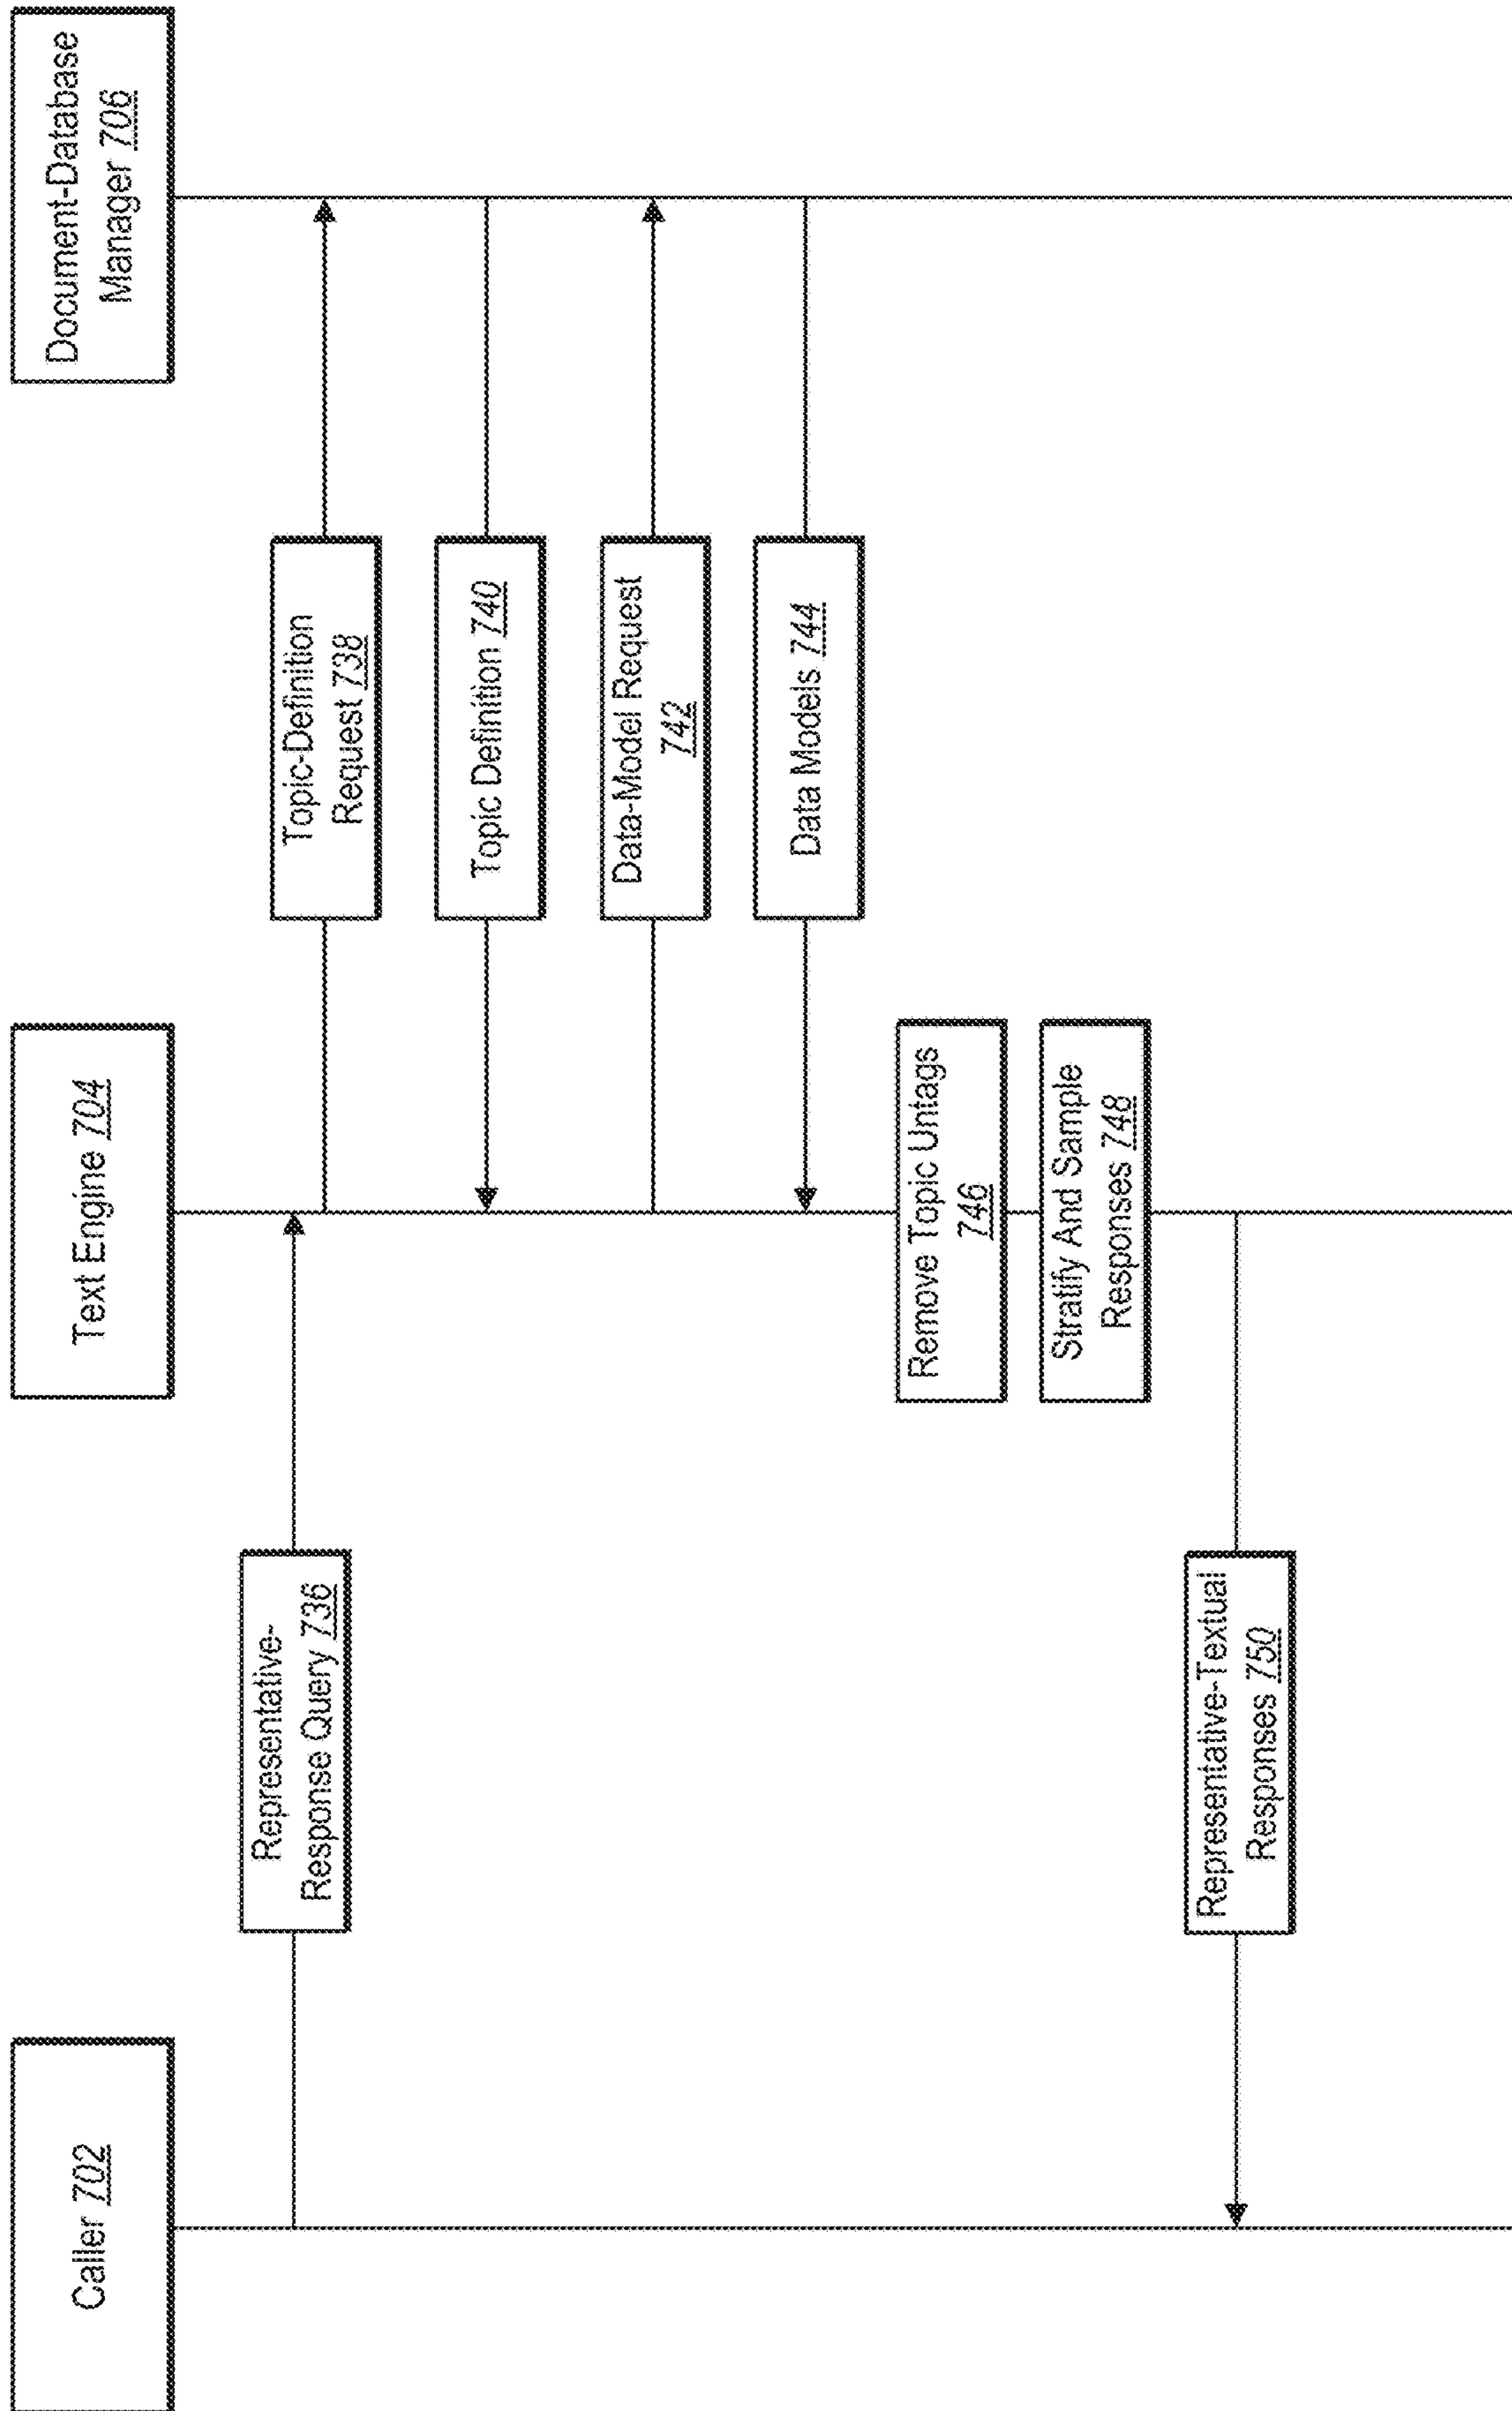 Caller 702
Text Engine 704
Document-Database
Manager 706
Representative-
Response Query 736
Topic-Definition
Request 738
Topic Definition 740
Data-Model Request
742
Data Models 744
Remove Topic Untags
746
Stratify And Sample
Responses 748
Representative-Textual
Responses 750